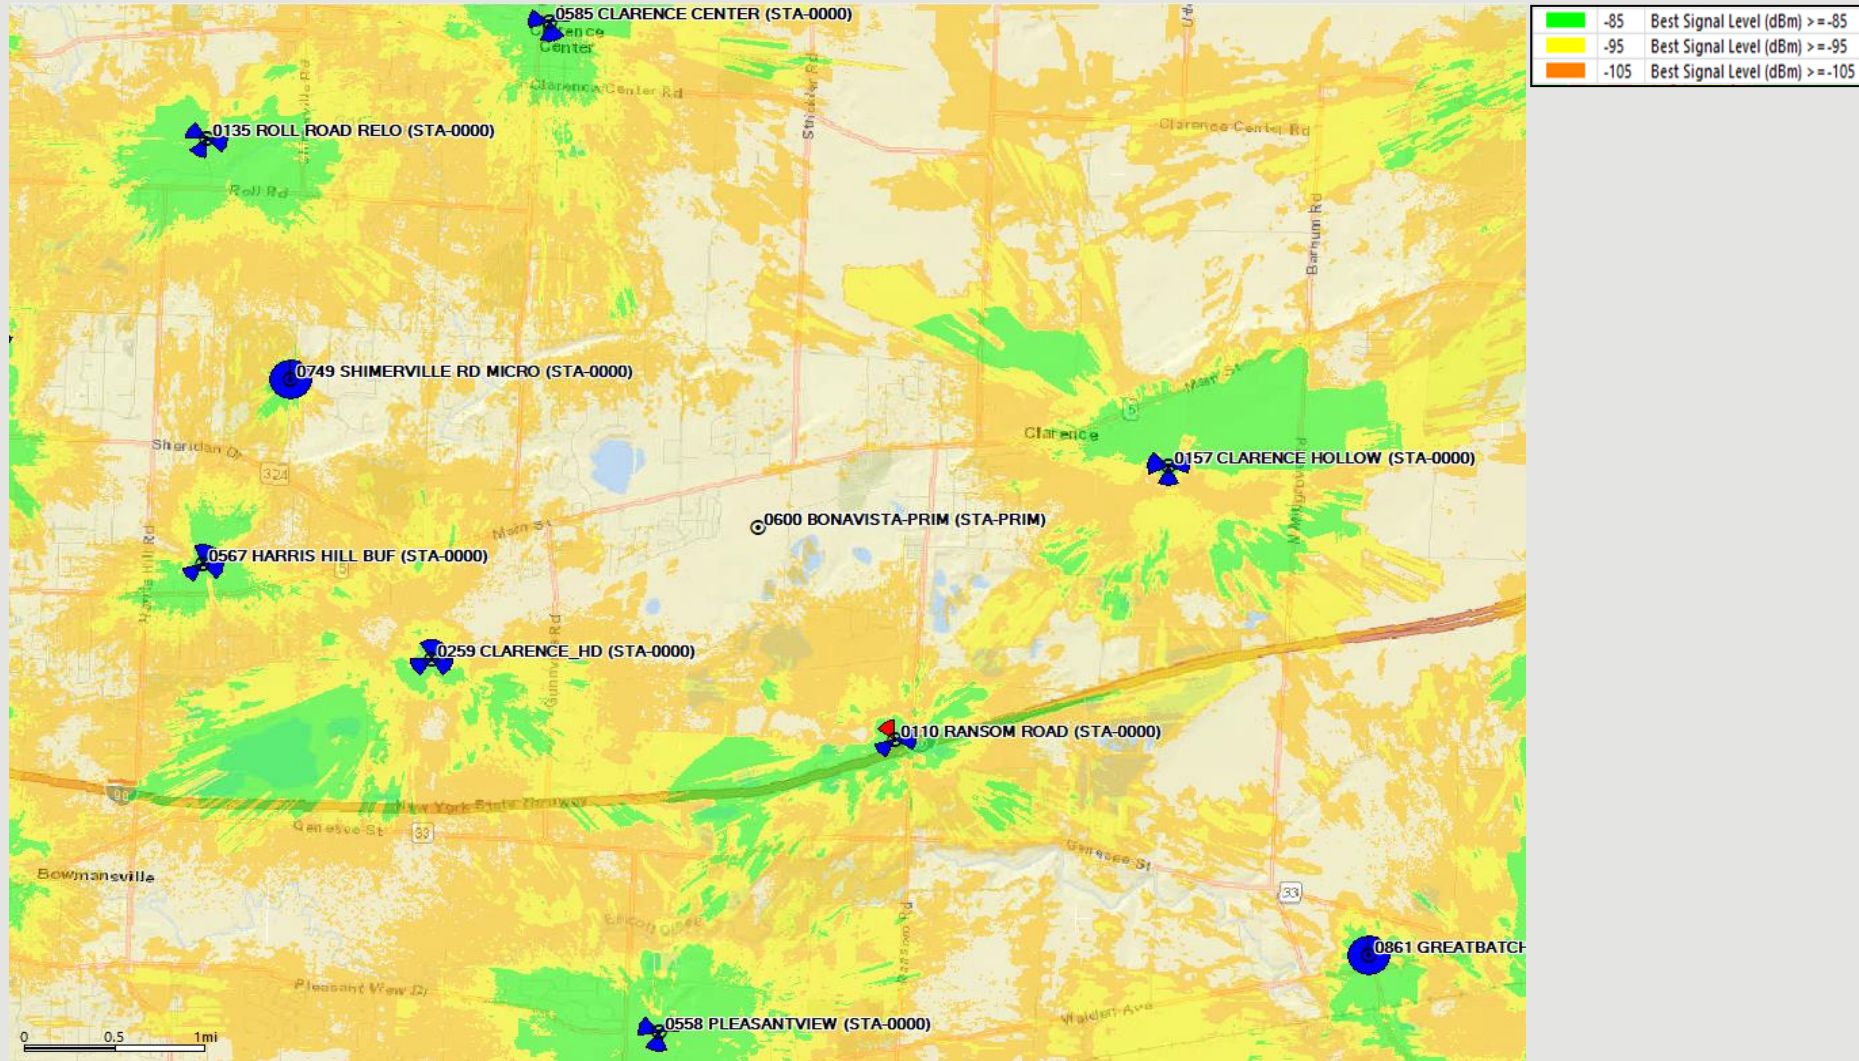 0585 CLARENCE CENTER (STA-0000)
Clarence
Center
Clarence Center Rd
Strickler Rd
-85 Best Signal Level (dBm) >=-85
-95 Best Signal Level (dBm) >=-95
-105 Best Signal Level (dBm) >=-105
0135 ROLL ROAD RELO (STA-0000)
Clarence Center Rd
Roll Rd
Barnum Rd
0749 SHIMERVILLE RD MICRO (STA-0000)
Main St
5
Clarence
Sheridan Dr
324
0157 CLARENCE HOLLOW (STA-0000)
Main St
0600 BONAVISTA-PRIM (STA-PRIM)
N Millgrove Rd
Harris Hill Rd
0567 HARRIS HILL BUF (STA-0000)
5
0259 CLARENCE_HD (STA-0000)
Gunnville Rd
0110 RANSOM ROAD (STA-0000)
90
New York State Thruway
Genesee St
33
Genesee St
Bowmansville
33
Ellicott Creek
Ransom Rd
0861 GREATBATCH
Pleasant View Dr
Walden Ave
0558 PLEASANTVIEW (STA-0000)
0 0.5 1mi